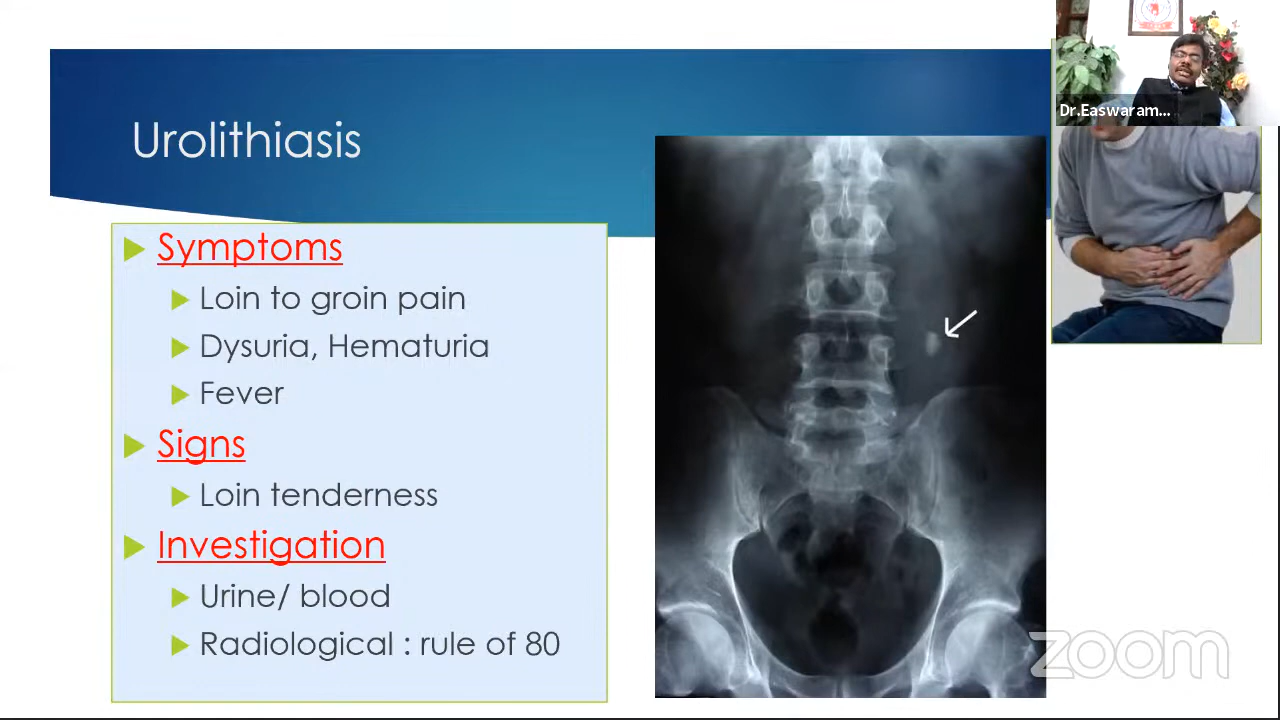 Urolithiasis
Symptoms
Loin to groin pain
Dysuria, Hematuria
Fever
Signs
Loin tenderness
Investigation
Urine/ blood
Radiological : rule of 80
Dr.Easwaram...
zoom